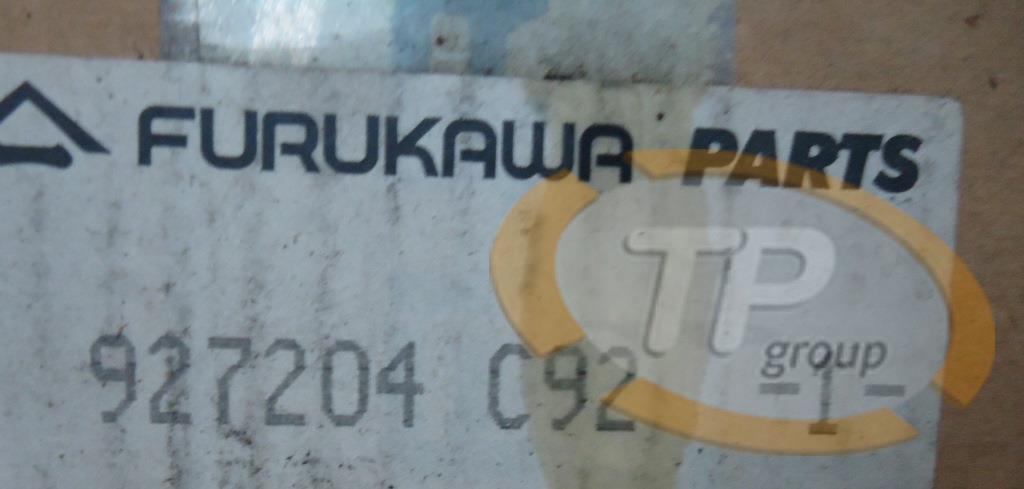 FURUKAWA PARTS
TP
group
927204 C92 -1-